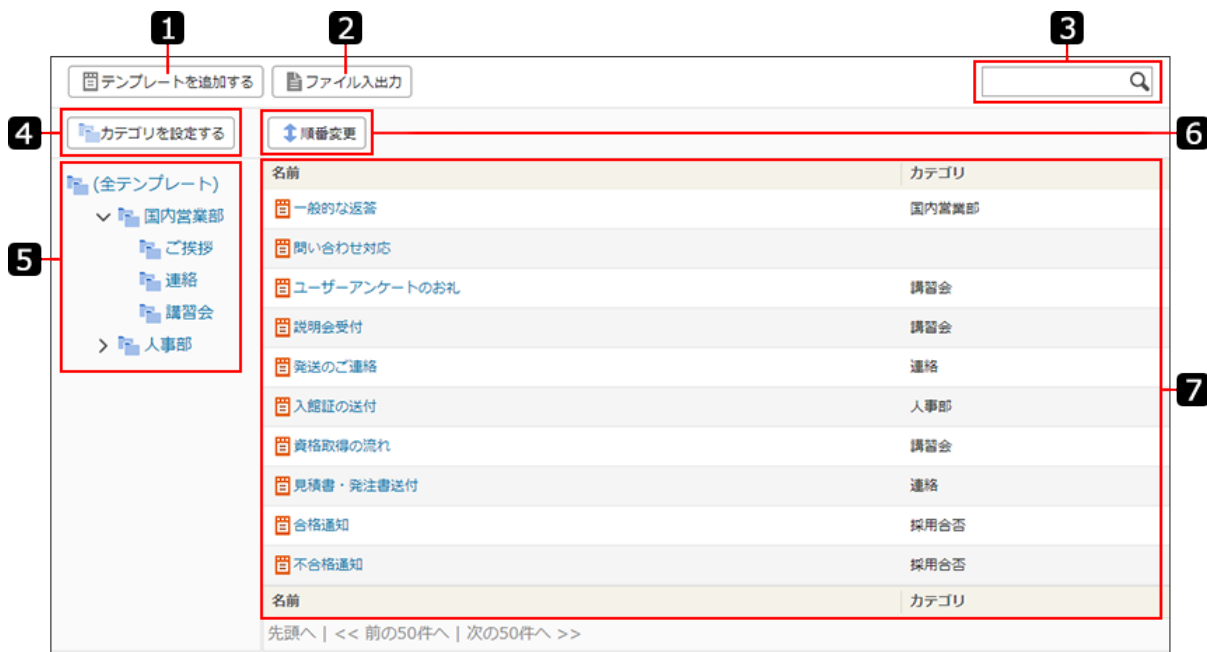 1 2 3
テンプレートを追加する ファイル入出力
4 カテゴリを設定する 順番変更 6
(全テンプレート)
国内営業部
ご挨拶
5 連絡
講習会
人事部
名前 カテゴリ
一般的な返答 国内営業部
問い合わせ対応
ユーザーアンケートのお礼 講習会
説明会受付 講習会
発送のご連絡 連絡
7
入館証の送付 人事部
資格取得の流れ 講習会
見積書・発注書送付 連絡
合格通知 採用合否
不合格通知 採用合否
名前 カテゴリ
先頭へ | << 前の50件へ | 次の50件へ >>